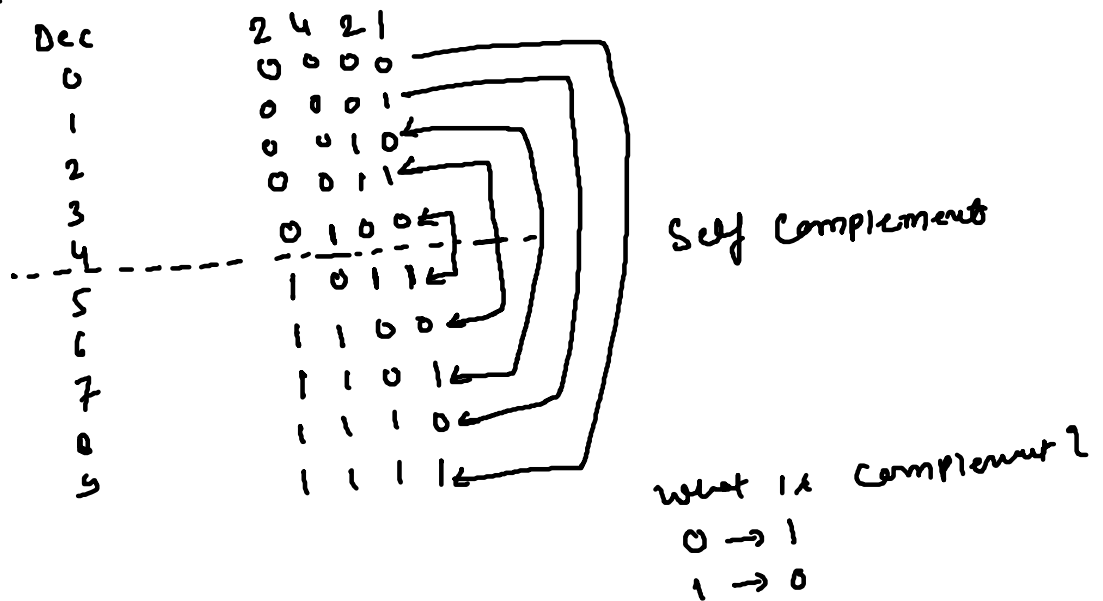 Dec 2 4 2 1
0 0 0 0 0
1 0 0 0 1
2 0 0 1 0
3 0 0 1 1
4 0 1 0 0
5 1 0 1 1
6 1 1 0 0
7 1 1 0 1
8 1 1 1 0
9 1 1 1 1
Self Complement
What is complement?
0 → 1
1 → 0